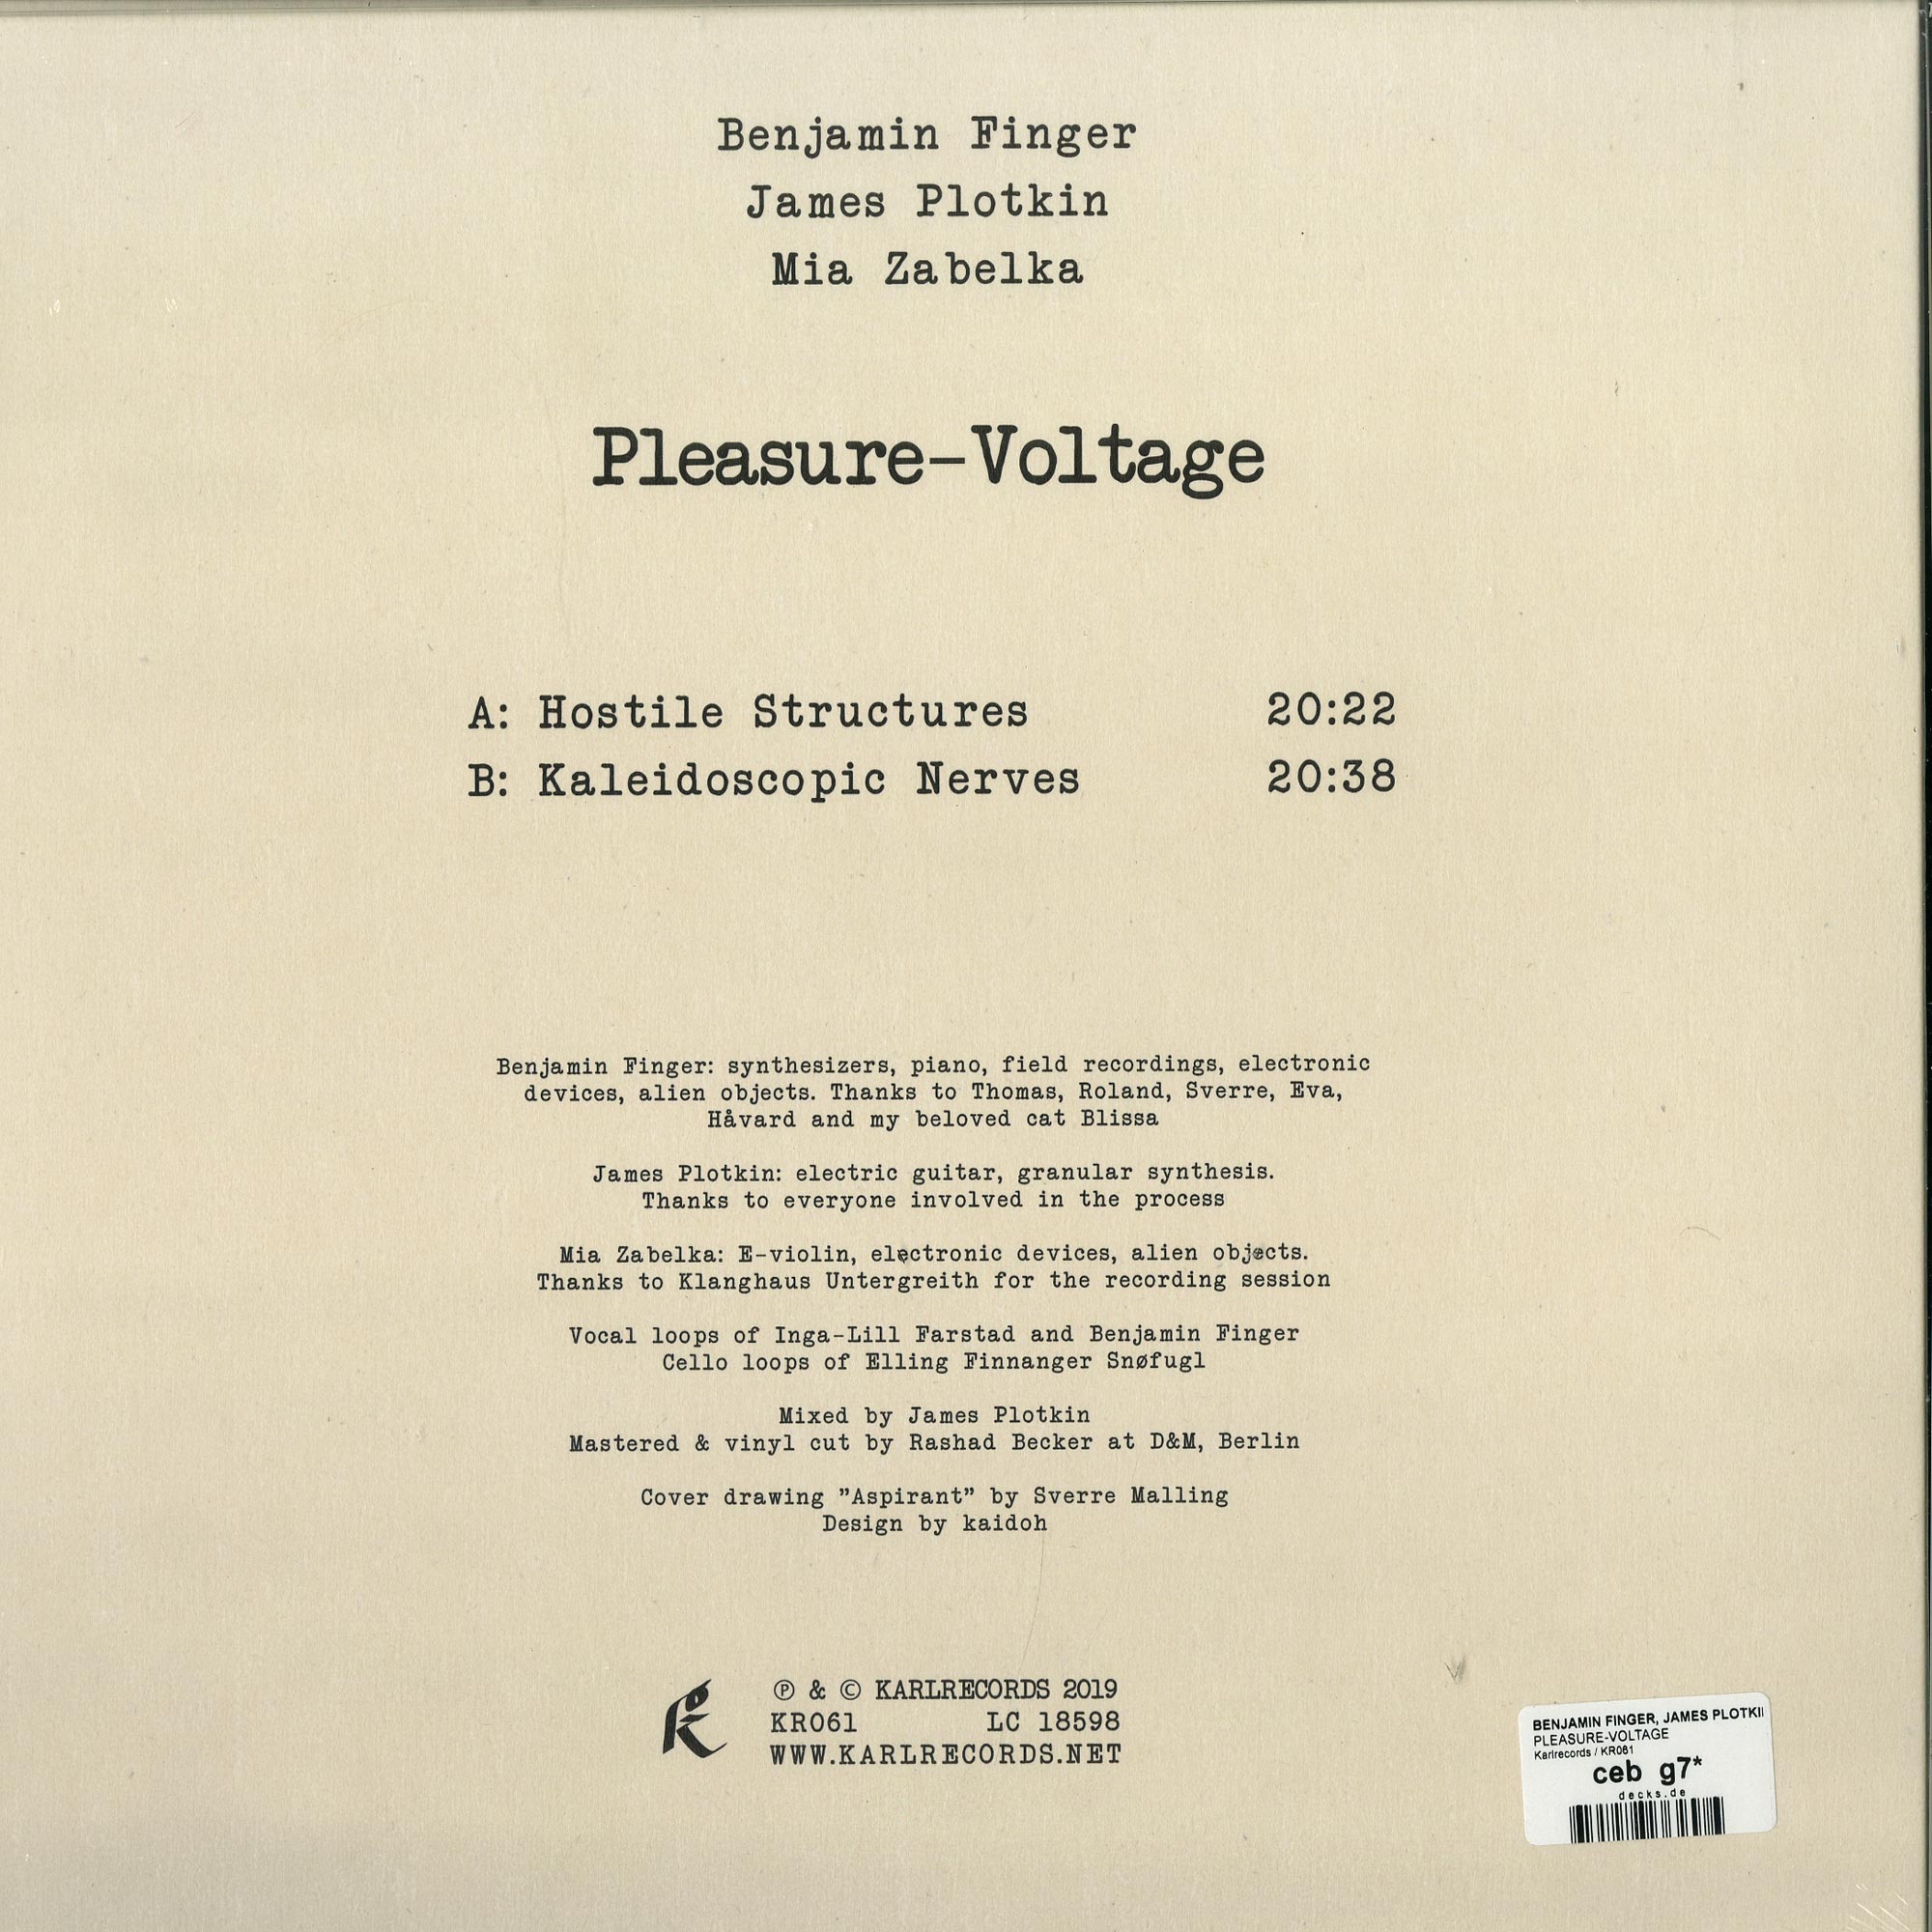 Benjamin Finger
James Plotkin
Mia Zabelka
Pleasure-Voltage
A: Hostile Structures 20:22
B: Kaleidoscopic Nerves 20:38
Benjamin Finger: synthesizers, piano, field recordings, electronic
devices, alien objects. Thanks to Thomas, Roland, Sverre, Eva,
Håvard and my beloved cat Blissa
James Plotkin: electric guitar, granular synthesis.
Thanks to everyone involved in the process
Mia Zabelka: E-violin, electronic devices, alien objects.
Thanks to Klanghaus Untergreith for the recording session
Vocal loops of Inga-Lill Farstad and Benjamin Finger
Cello loops of Elling Finnanger Snøfugl
Mixed by James Plotkin
Mastered & vinyl cut by Rashad Becker at D&M, Berlin
Cover drawing ”Aspirant” by Sverre Malling
Design by kaidoh
℗ & © KARLRECORDS 2019
KR061 LC 18598
WWW.KARLRECORDS.NET
BENJAMIN FINGER, JAMES PLOTKI
PLEASURE-VOLTAGE
Karlrecords / KR061
ceb g7*
decks.de